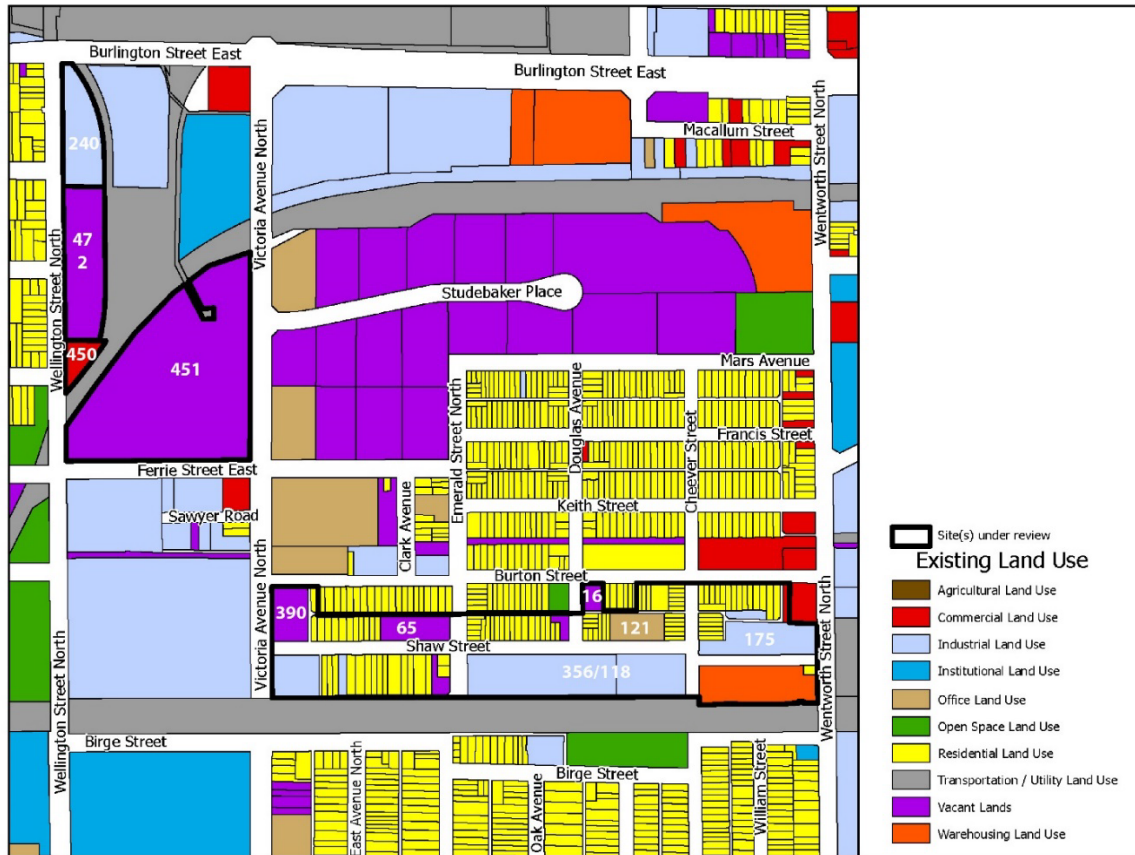 Burlington Street East
Burlington Street East
Macallum Street
Wentworth Street North
Victoria Avenue North
Wellington Street North
240
47
2
450
451
Studebaker Place
Mars Avenue
Douglas Avenue
Francis Street
Cheever Street
Emerald Street North
Ferrie Street East
Keith Street
Clark Avenue
Sawyer Road
Victoria Avenue North
Burton Street
390
65
16
121
175
Shaw Street
356/118
Wentworth Street North
Wellington Street North
Birge Street
Birge Street
East Avenue North
Oak Avenue
William Street
Site(s) under review
Existing Land Use
Agricultural Land Use
Commercial Land Use
Industrial Land Use
Institutional Land Use
Office Land Use
Open Space Land Use
Residential Land Use
Transportation / Utility Land Use
Vacant Lands
Warehousing Land Use